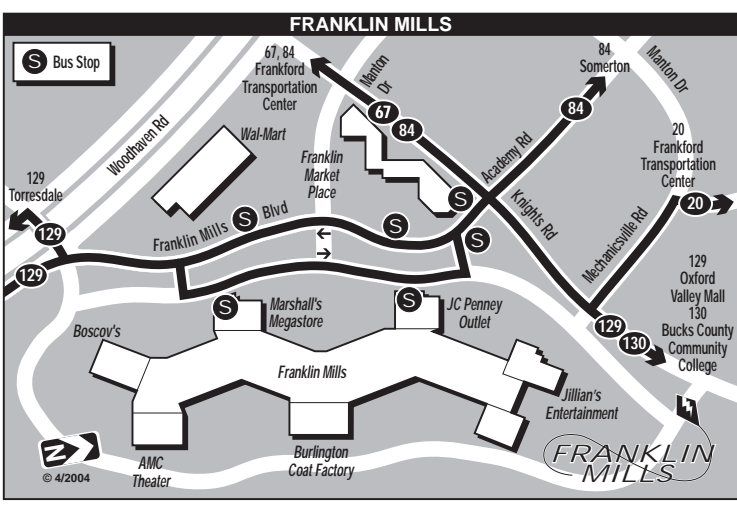 FRANKLIN MILLS
S Bus Stop
67, 84
Frankford
Transportation
Center
Manton
Dr
84
Somerton
Manton Dr
Woodhaven Rd
Wal-Mart
67
84
84
Academy Rd
20
Frankford
Transportation
Center
Franklin
Market
Place
129
Torresdale
S
Knights Rd
20
129
Franklin Mills S Blvd
S
S
Mechanicsville Rd
129
129
Oxford
Valley Mall
130
Bucks County
Community
College
S
Marshall's
Megastore
S
JC Penney
Outlet
129
130
Boscov's
Franklin Mills
Jillian's
Entertainment
N
© 4/2004
AMC
Theater
Burlington
Coat Factory
FRANKLIN
MILLS